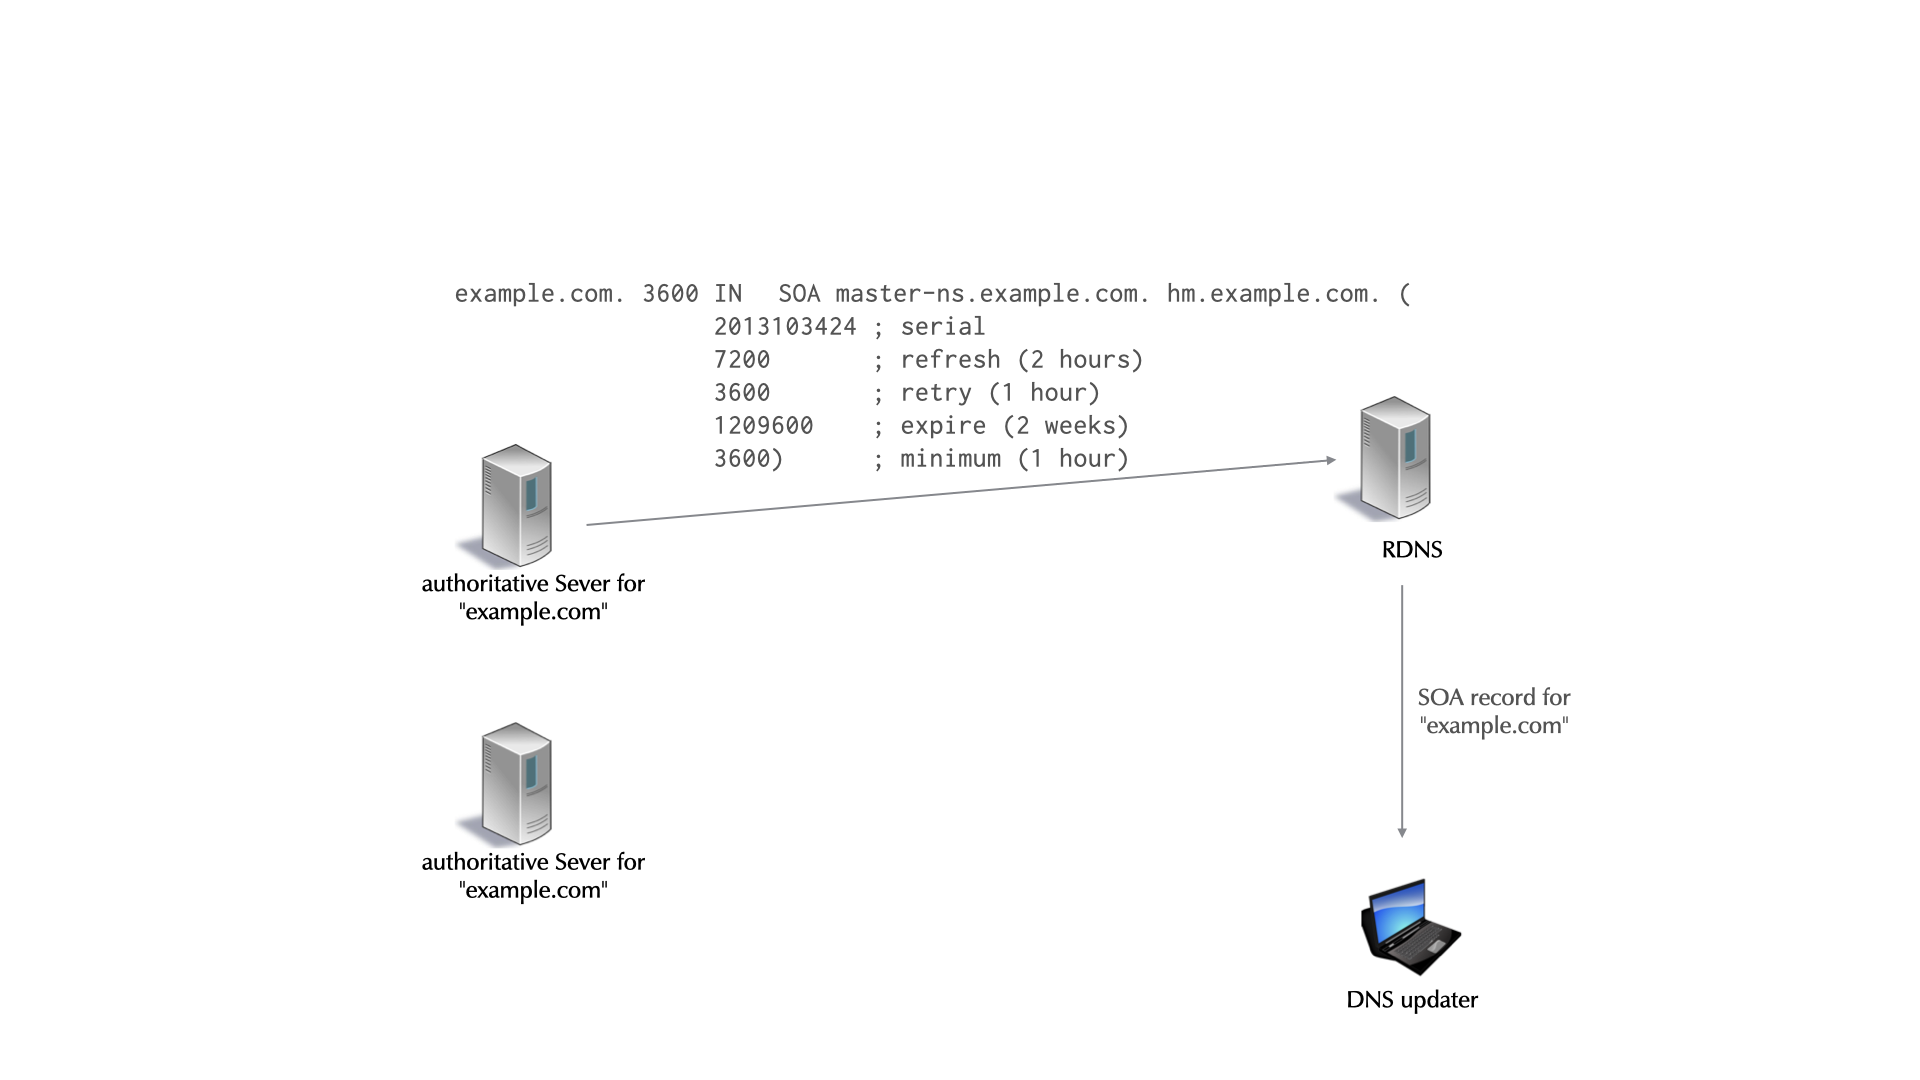 example.com. 3600 IN SOA master-ns.example.com. hm.example.com. (
2013103424 ; serial
7200 ; refresh (2 hours)
3600 ; retry (1 hour)
1209600 ; expire (2 weeks)
3600) ; minimum (1 hour)
authoritative Sever for
"example.com"
RDNS
SOA record for
"example.com"
authoritative Sever for
"example.com"
DNS updater